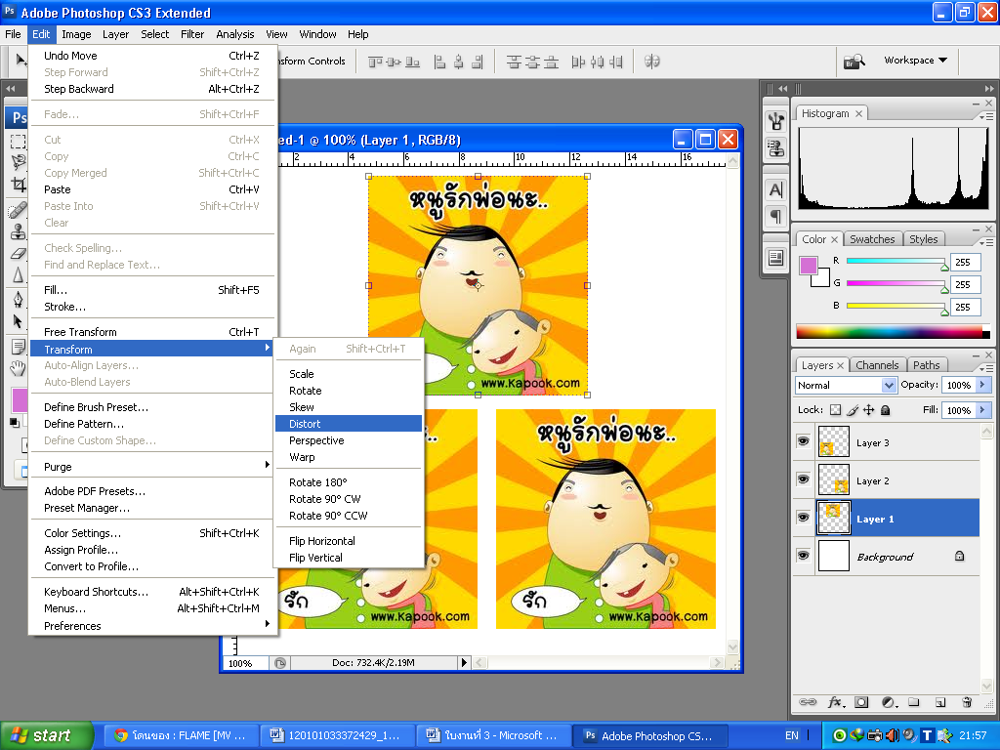 Adobe Photoshop CS3 Extended
File Edit Image Layer Select Filter Analysis View Window Help
Undo Move Ctrl+Z
Step Forward Shift+Ctrl+Z
Step Backward Alt+Ctrl+Z
Fade... Shift+Ctrl+F
Cut Ctrl+X
Copy Ctrl+C
Copy Merged Shift+Ctrl+C
Paste Ctrl+V
Paste Into Shift+Ctrl+V
Clear
Check Spelling...
Find and Replace Text...
Fill... Shift+F5
Stroke...
Free Transform Ctrl+T
Transform
Auto-Align Layers...
Auto-Blend Layers
Define Brush Preset...
Define Pattern...
Define Custom Shape...
Purge
Adobe PDF Presets...
Preset Manager...
Color Settings... Shift+Ctrl+K
Assign Profile...
Convert to Profile...
Keyboard Shortcuts... Alt+Shift+Ctrl+K
Menus... Alt+Shift+Ctrl+M
Preferences
Again Shift+Ctrl+T
Scale
Rotate
Skew
Distort
Perspective
Warp
Rotate 180°
Rotate 90° CW
Rotate 90° CCW
Flip Horizontal
Flip Vertical
nsform Controls
Workspace
Ps
ed-1 @ 100% (Layer 1, RGB/8)
2 4 6 8 10 12 14 16
หนูรักพ่อนะ..
www.Kapook.com
รัก
www.Kapook.com
หนูรักพ่อนะ..
รัก
www.Kapook.com
100% Doc: 732.4K/2.19M
Histogram
Color Swatches Styles
R 255
G 255
B 255
Layers Channels Paths
Normal Opacity: 100%
Lock: Fill: 100%
Layer 3
Layer 2
Layer 1
Background
start
โดนของ : FLAME [MV ...
120101033372429_1...
ใบงานที่ 3 - Microsoft ...
Adobe Photoshop CS...
EN
21:57